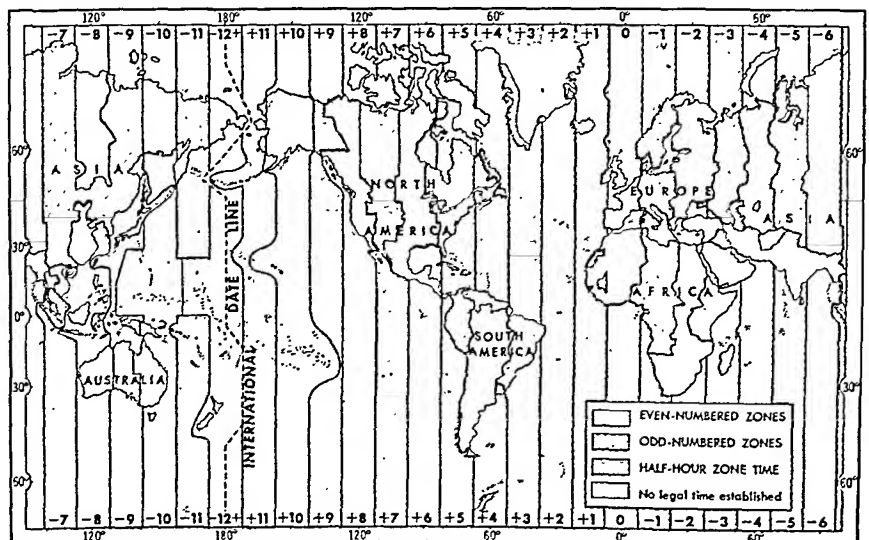 120° 180° 120° 60° 0° 50°
-7 -8 -9 -10 -11 -12+ +11 +10 +9 +8 +7 +6 +5 +4 +3 +2 +1 0 -1 -2 -3 -4 -5 -6
60° 60°
ASIA
NORTH
AMERICA
EUROPE
ASIA
30° 30°
INTERNATIONAL DATE LINE
AFRICA
0° 0°
SOUTH
AMERICA
AUSTRALIA
30° 30°
EVEN-NUMBERED ZONES
ODD-NUMBERED ZONES
HALF-HOUR ZONE TIME
No legal time established
60° 60°
-7 -8 -9 -10 -11 -12+ +11 +10 +9 +8 +7 +6 +5 +4 +3 +2 +1 0 -1 -2 -3 -4 -5 -6
120° 180° 120° 60° 0° 60°